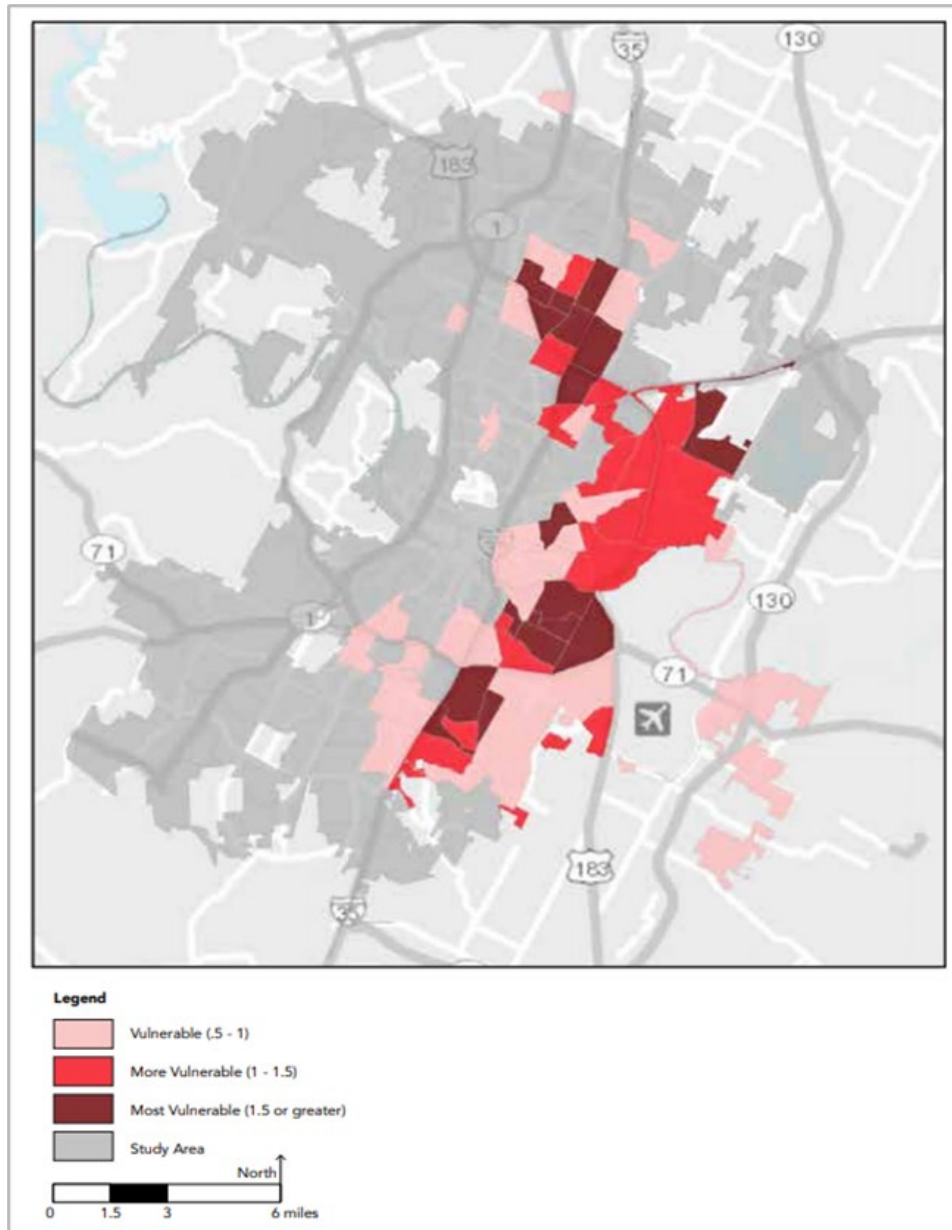 35
130
183
1
71
1
130
71
183
35
Legend
Vulnerable (.5 - 1)
More Vulnerable (1 - 1.5)
Most Vulnerable (1.5 or greater)
Study Area
North
0 1.5 3 6 miles